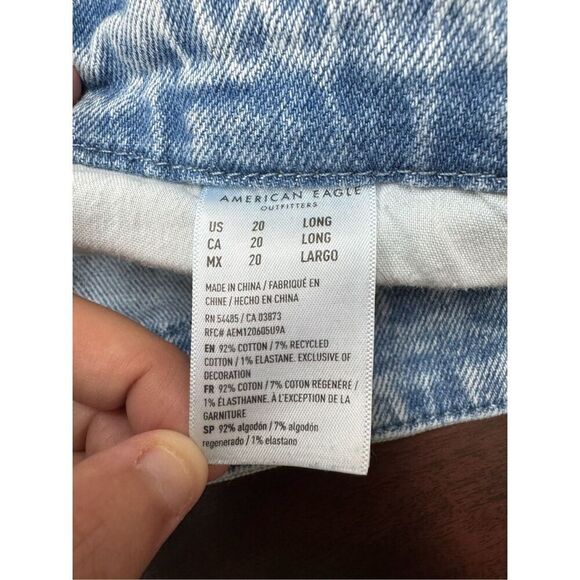 AMERICAN EAGLE
OUTFITTERS
US 20 LONG
CA 20 LONG
MX 20 LARGO
MADE IN CHINA / FABRIQUÉ EN
CHINE / HECHO EN CHINA
RN 54485 / CA 03873
RFC# AEM120605U9A
EN 92% COTTON / 7% RECYCLED
COTTON / 1% ELASTANE. EXCLUSIVE OF
DECORATION
FR 92% COTON / 7% COTON RÉGÉNÉRÉ /
1% ÉLASTHANNE. À L'EXCEPTION DE LA
GARNITURE
SP 92% algodón / 7% algodón
regenerado / 1% elastano